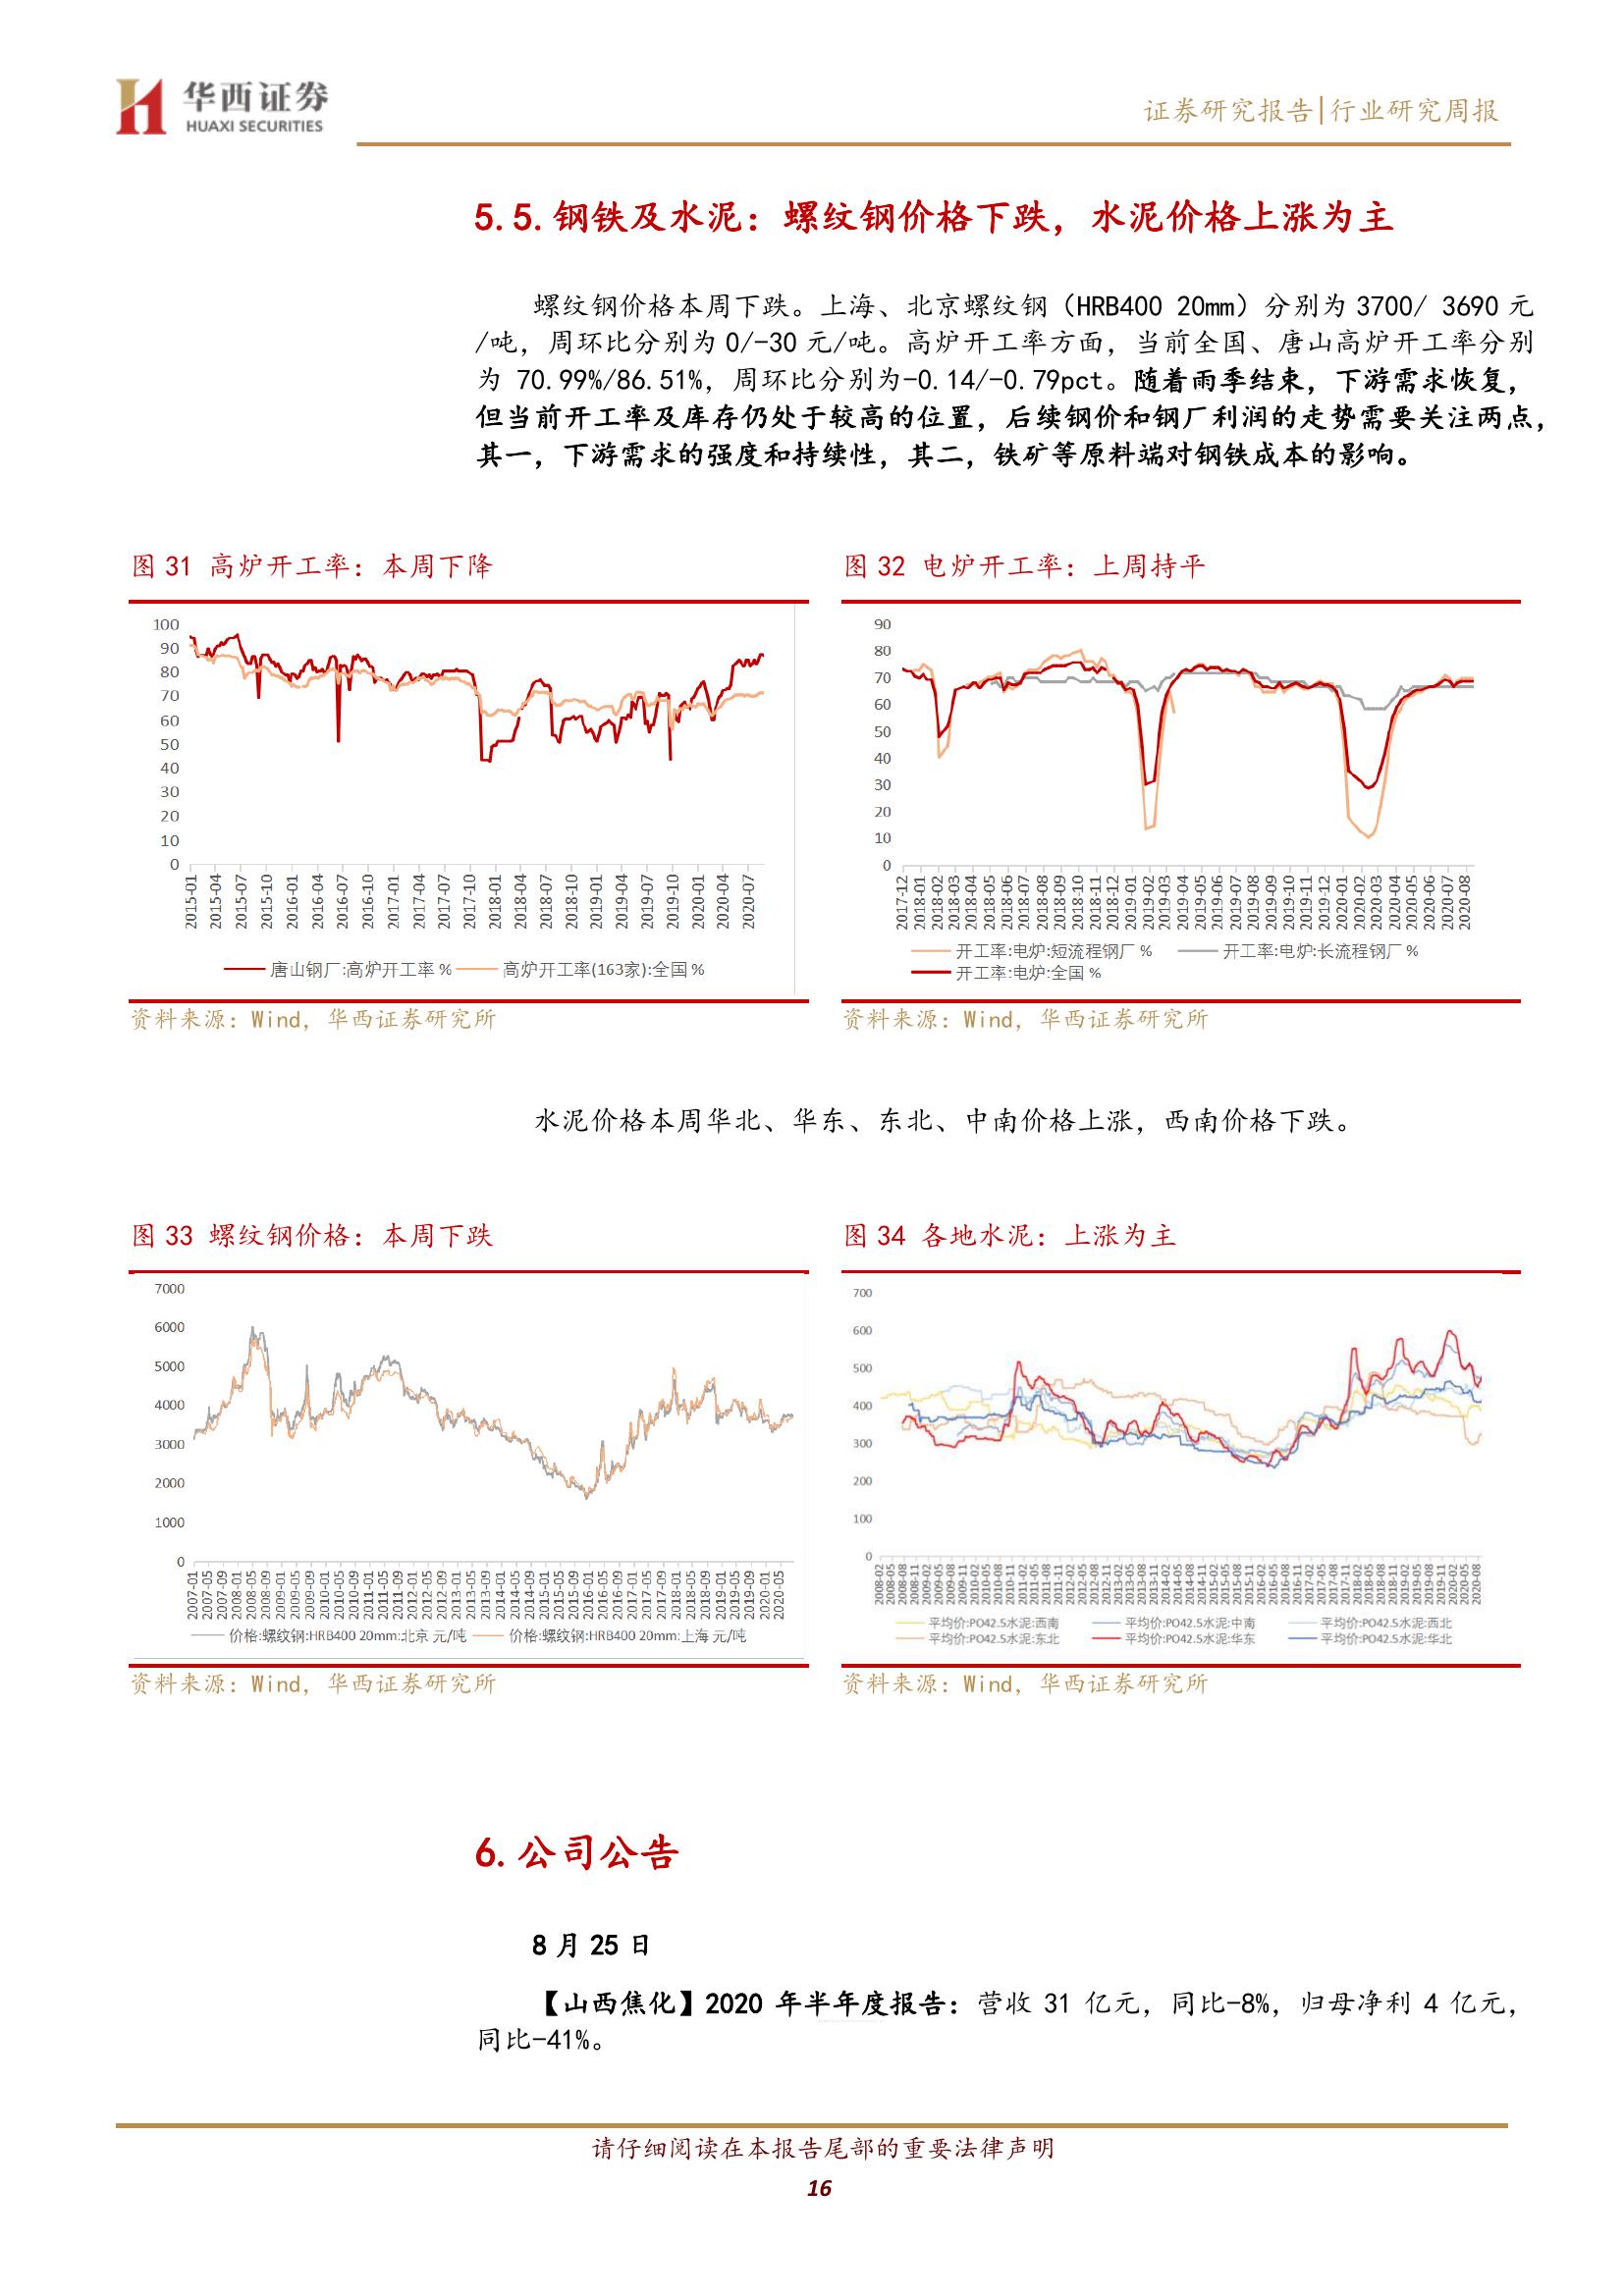 华西证券
HUAXI SECURITIES
证券研究报告|行业研究周报
5.5.钢铁及水泥：螺纹钢价格下跌，水泥价格上涨为主
螺纹钢价格本周下跌。上海、北京螺纹钢（HRB400 20mm）分别为 3700/ 3690 元
/吨，周环比分别为 0/-30 元/吨。高炉开工率方面，当前全国、唐山高炉开工率分别
为 70.99%/86.51%，周环比分别为-0.14/-0.79pct。随着雨季结束，下游需求恢复，
但当前开工率及库存仍处于较高的位置，后续钢价和钢厂利润的走势需要关注两点，
其一，下游需求的强度和持续性，其二，铁矿等原料端对钢铁成本的影响。
图 31 高炉开工率：本周下降
100
90
80
70
60
50
40
30
20
10
0
2015-01 2015-04 2015-07 2015-10 2016-01 2016-04 2016-07 2016-10 2017-01 2017-04 2017-07 2017-10 2018-01 2018-04 2018-07 2018-10 2019-01 2019-04 2019-07 2019-10 2020-01 2020-04 2020-07
唐山钢厂:高炉开工率 % 高炉开工率(163家):全国 %
资料来源：Wind，华西证券研究所
图 32 电炉开工率：上周持平
90
80
70
60
50
40
30
20
10
0
2017-12 2018-01 2018-02 2018-03 2018-04 2018-05 2018-06 2018-07 2018-08 2018-09 2018-10 2018-11 2018-12 2019-01 2019-02 2019-03 2019-04 2019-05 2019-06 2019-07 2019-08 2019-09 2019-10 2019-11 2019-12 2020-01 2020-02 2020-03 2020-04 2020-05 2020-06 2020-07 2020-08
开工率:电炉:短流程钢厂 % 开工率:电炉:长流程钢厂 %
开工率:电炉:全国 %
资料来源：Wind，华西证券研究所
水泥价格本周华北、华东、东北、中南价格上涨，西南价格下跌。
图 33 螺纹钢价格：本周下跌
7000
6000
5000
4000
3000
2000
1000
0
2007-01 2007-05 2007-09 2008-01 2008-05 2008-09 2009-01 2009-05 2009-09 2010-01 2010-05 2010-09 2011-01 2011-05 2011-09 2012-01 2012-05 2012-09 2013-01 2013-05 2013-09 2014-01 2014-05 2014-09 2015-01 2015-05 2015-09 2016-01 2016-05 2016-09 2017-01 2017-05 2017-09 2018-01 2018-05 2018-09 2019-01 2019-05 2019-09 2020-01 2020-05
价格:螺纹钢:HRB400 20mm:北京 元/吨 价格:螺纹钢:HRB400 20mm:上海 元/吨
资料来源：Wind，华西证券研究所
图 34 各地水泥：上涨为主
700
600
500
400
300
200
100
0
2008-02 2008-05 2008-08 2008-11 2009-02 2009-05 2009-08 2009-11 2010-02 2010-05 2010-08 2010-11 2011-02 2011-05 2011-08 2011-11 2012-02 2012-05 2012-08 2012-11 2013-02 2013-05 2013-08 2013-11 2014-02 2014-05 2014-08 2014-11 2015-02 2015-05 2015-08 2015-11 2016-02 2016-05 2016-08 2016-11 2017-02 2017-05 2017-08 2017-11 2018-02 2018-05 2018-08 2018-11 2019-02 2019-05 2019-08 2019-11 2020-02 2020-05 2020-08
平均价:PO42.5水泥:西南 平均价:PO42.5水泥:中南 平均价:PO42.5水泥:西北
平均价:PO42.5水泥:东北 平均价:PO42.5水泥:华东 平均价:PO42.5水泥:华北
资料来源：Wind，华西证券研究所
6.公司公告
8 月 25 日
【山西焦化】2020 年半年度报告：营收 31 亿元，同比-8%，归母净利 4 亿元，
同比-41%。
请仔细阅读在本报告尾部的重要法律声明
16